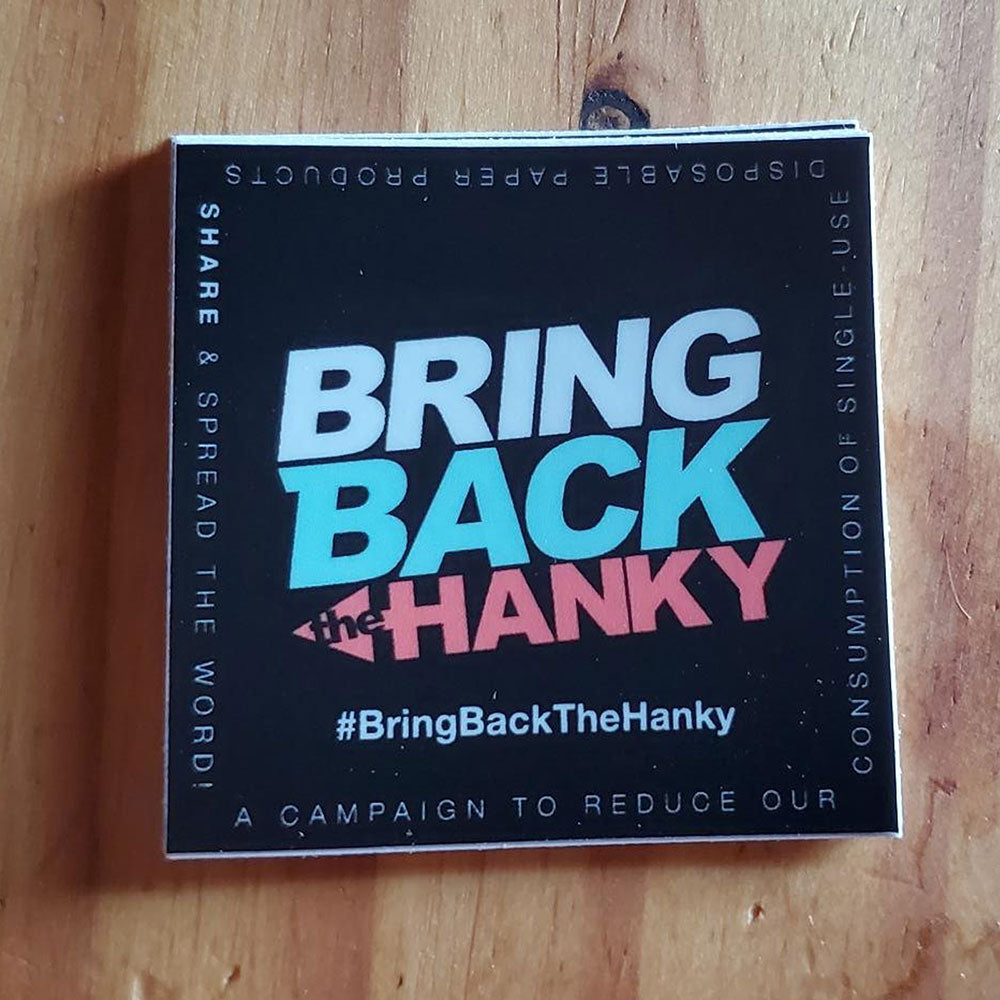 BRING
BACK
the HANKY
#BringBackTheHanky
A CAMPAIGN TO REDUCE OUR
CONSUMPTION OF SINGLE-USE
DISPOSABLE PAPER PRODUCTS
SHARE & SPREAD THE WORD!